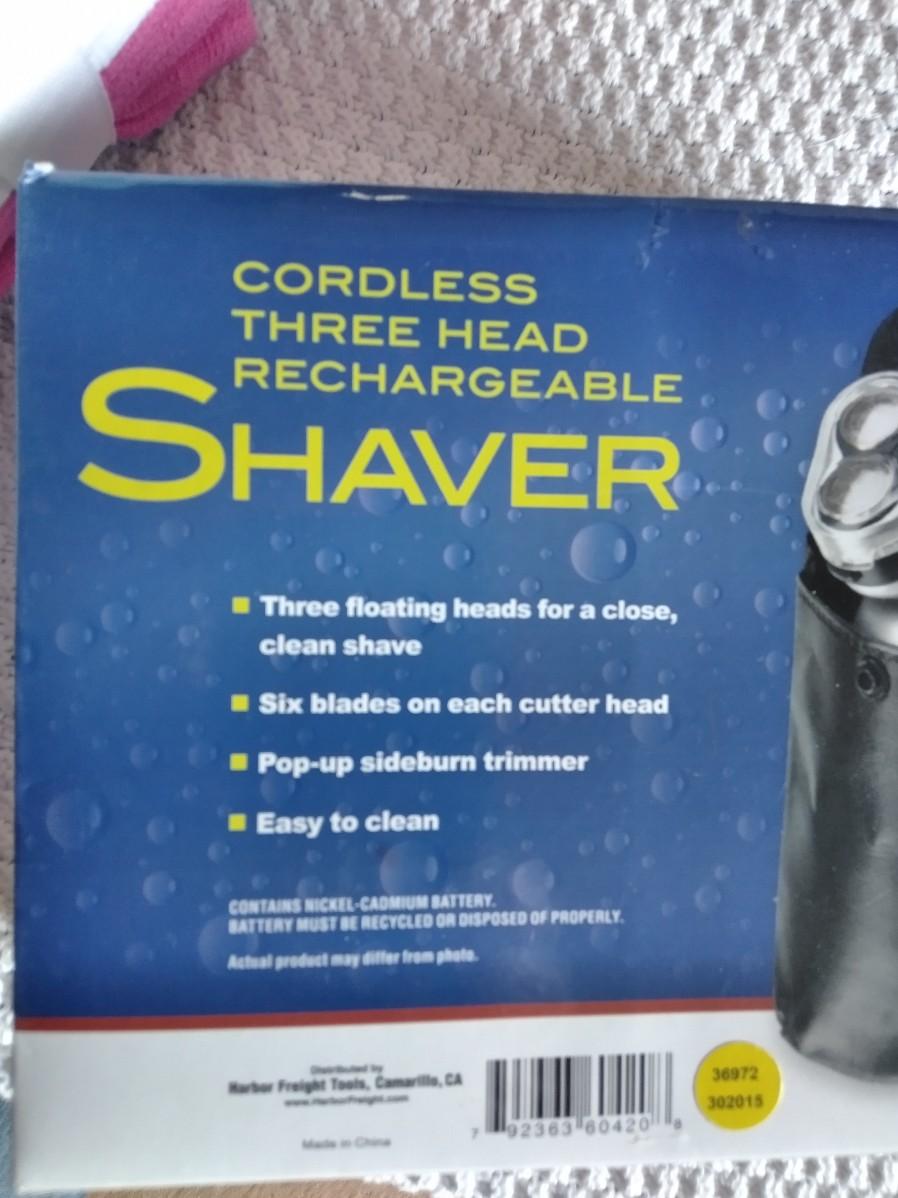 CORDLESS
THREE HEAD
RECHARGEABLE
SHAVER
Three floating heads for a close,
clean shave
Six blades on each cutter head
Pop-up sideburn trimmer
Easy to clean
CONTAINS NICKEL-CADMIUM BATTERY.
BATTERY MUST BE RECYCLED OR DISPOSED OF PROPERLY.
Actual product may differ from photo.
Distributed by
Harbor Freight Tools, Camarillo, CA
www.HarborFreight.com
Made in China
7 92363 60420 8
36972
302015